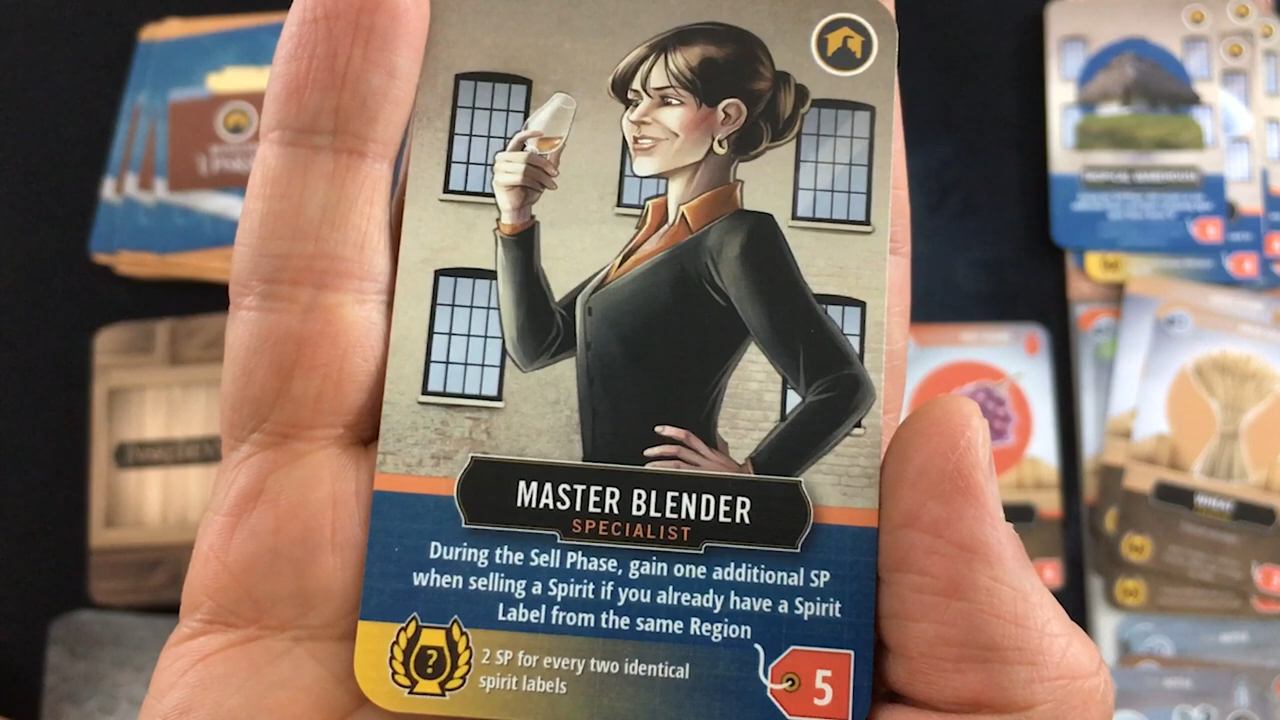 MASTER BLENDER
SPECIALIST
During the Sell Phase, gain one additional SP
when selling a Spirit if you already have a Spirit
Label from the same Region
?
2 SP for every two identical
spirit labels
5